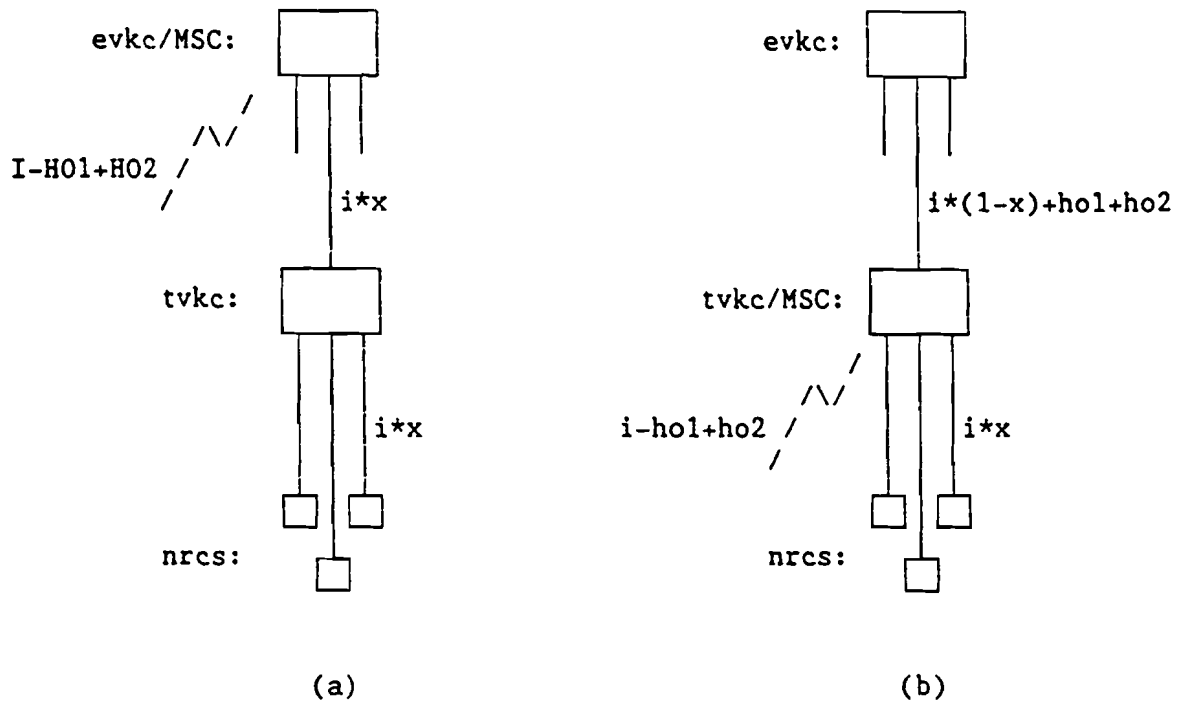 evkc/MSC:
I-HO1+HO2
i*x
tvkc:
i*x
nrcs:
(a)
evkc:
i*(1-x)+ho1+ho2
tvkc/MSC:
i-ho1+ho2
i*x
nrcs:
(b)